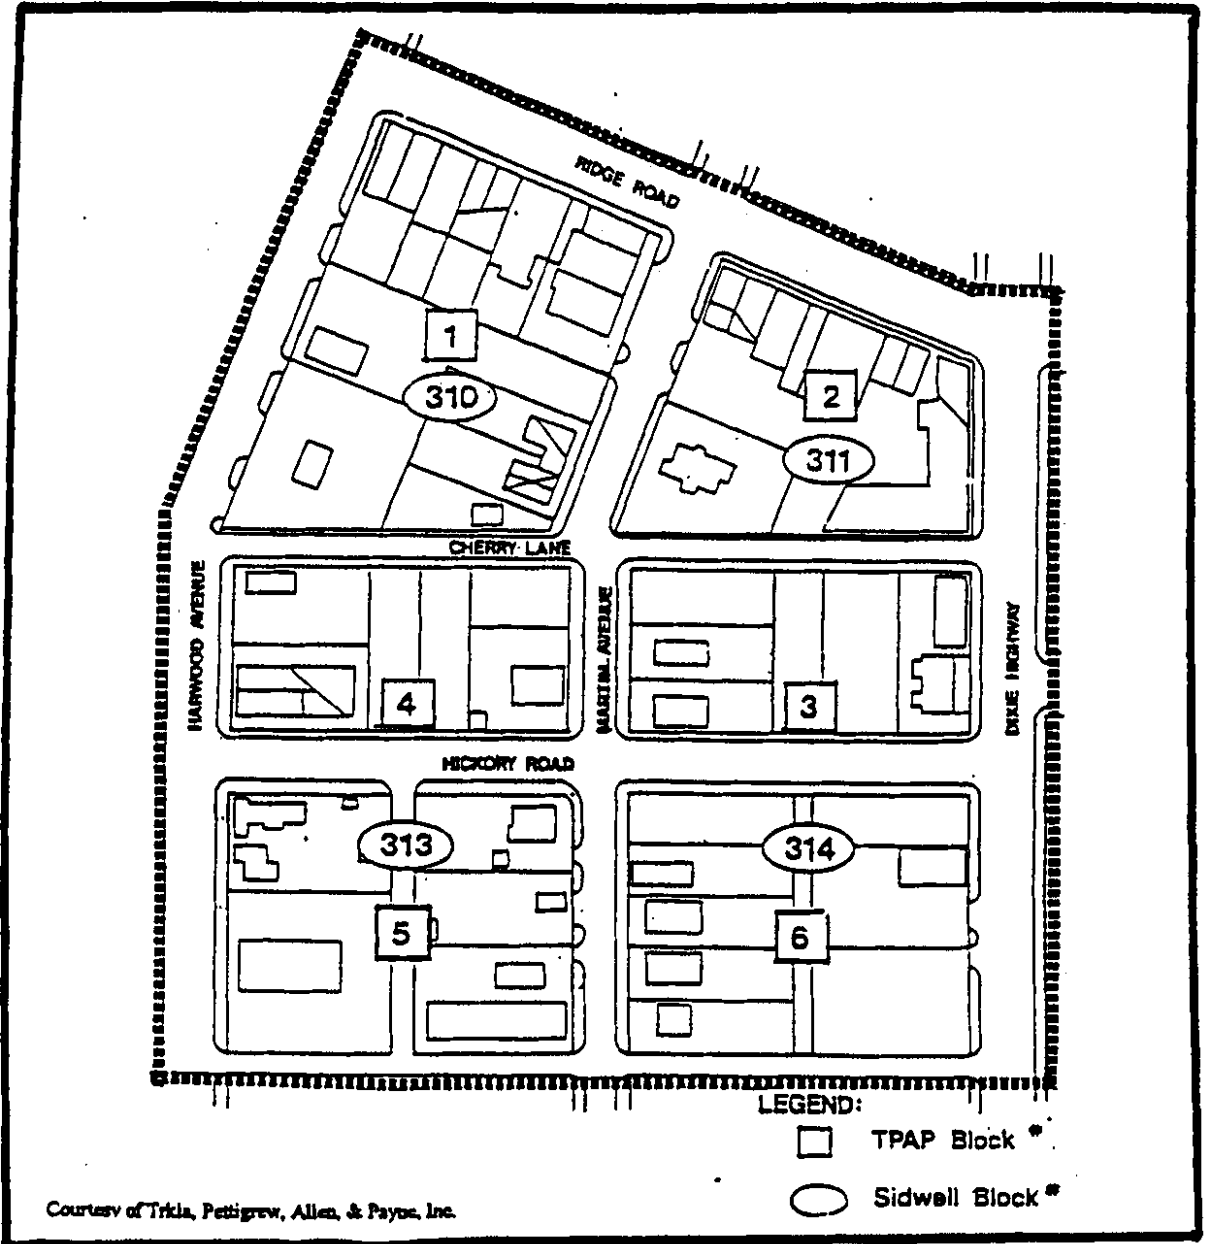 RIDGE ROAD
1
310
2
311
CHERRY LANE
HARWOOD AVENUE
MARTIN AVENUE
DIXIE HIGHWAY
4
3
HICKORY ROAD
313
314
5
6
LEGEND:
TPAP Block #
Sidwell Block #
Courtesy of Trkla, Pettigrew, Allen, & Payne, Inc.